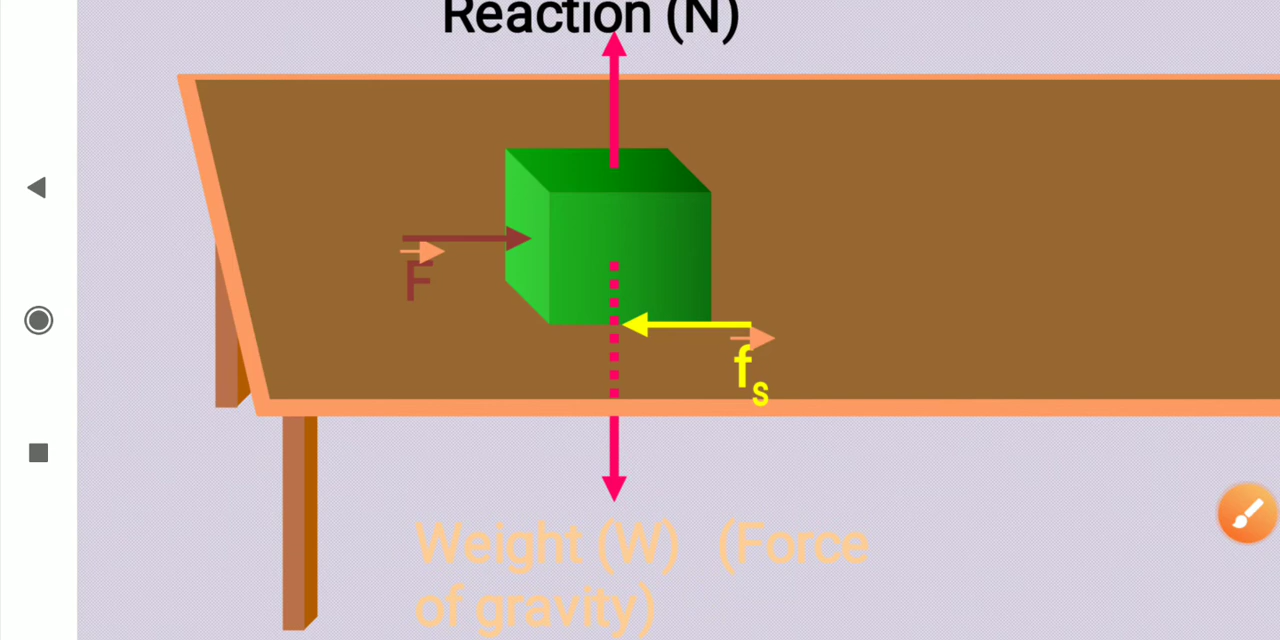 Reaction (N)
F
fs
Weight (W) (Force
of gravity)